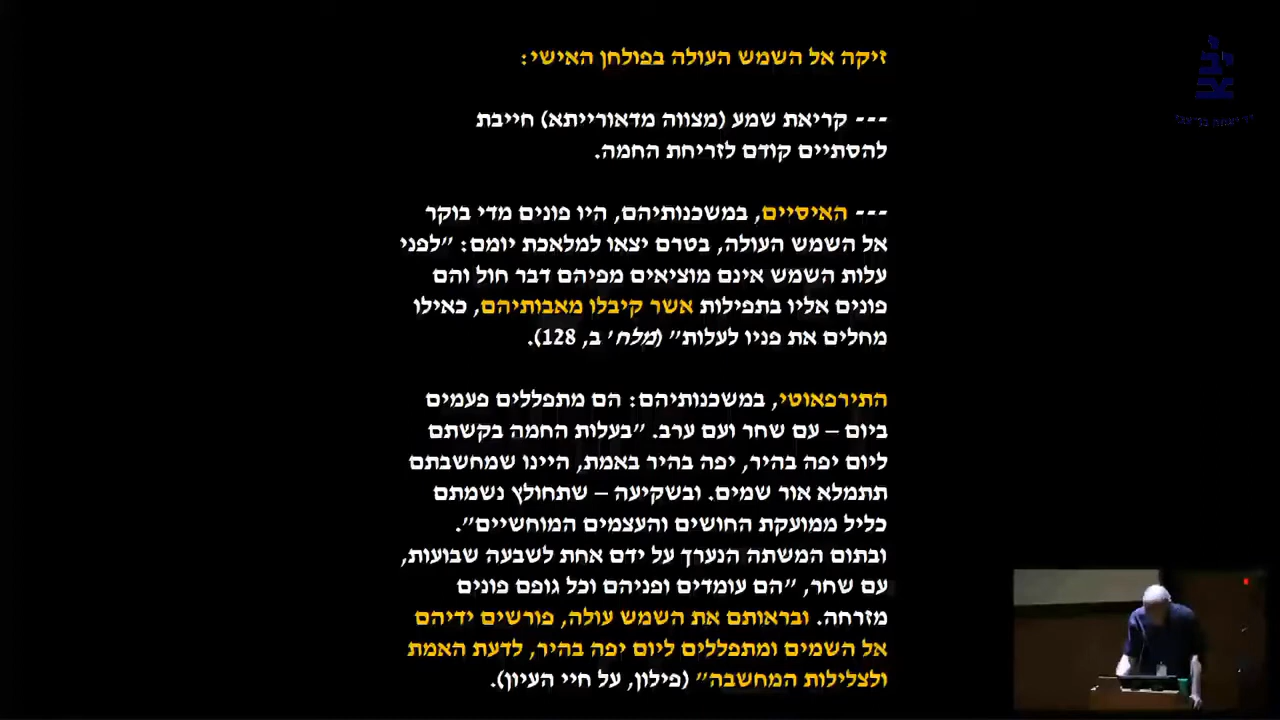 זיקה אל השמש העולה בפולחן האישי:
--- קריאת שמע (מצווה מדאורייתא) חייבת
להסתיים קודם לזריחת החמה.
--- האיסיים, במשכנותיהם, היו פונים מדי בוקר
אל השמש העולה, בטרם יצאו למלאכת יומם: ״לפני
עלות השמש אינם מוציאים מפיהם דבר חול והם
פונים אליו בתפילות אשר קיבלו מאבותיהם, כאילו
מחלים את פניו לעלות״ (מלח׳ ב, 128).
התירפאוטי, במשכנותיהם: הם מתפללים פעמים
ביום – עם שחר ועם ערב. ״בעלות החמה בקשתם
ליום יפה בהיר, יפה בהיר באמת, היינו שמחשבתם
תתמלא אור שמים. ובשקיעה – שתחולץ נשמתם
כליל ממועקת החושים והעצמים המוחשיים״.
ובתום המשתה הנערך על ידם אחת לשבעה שבועות,
עם שחר, ״הם עומדים ופניהם וכל גופם פונים
מזרחה. ובראותם את השמש עולה, פורשים ידיהם
אל השמים ומתפללים ליום יפה בהיר, לדעת האמת
ולצלילות המחשבה״ (פילון, על חיי העיון).